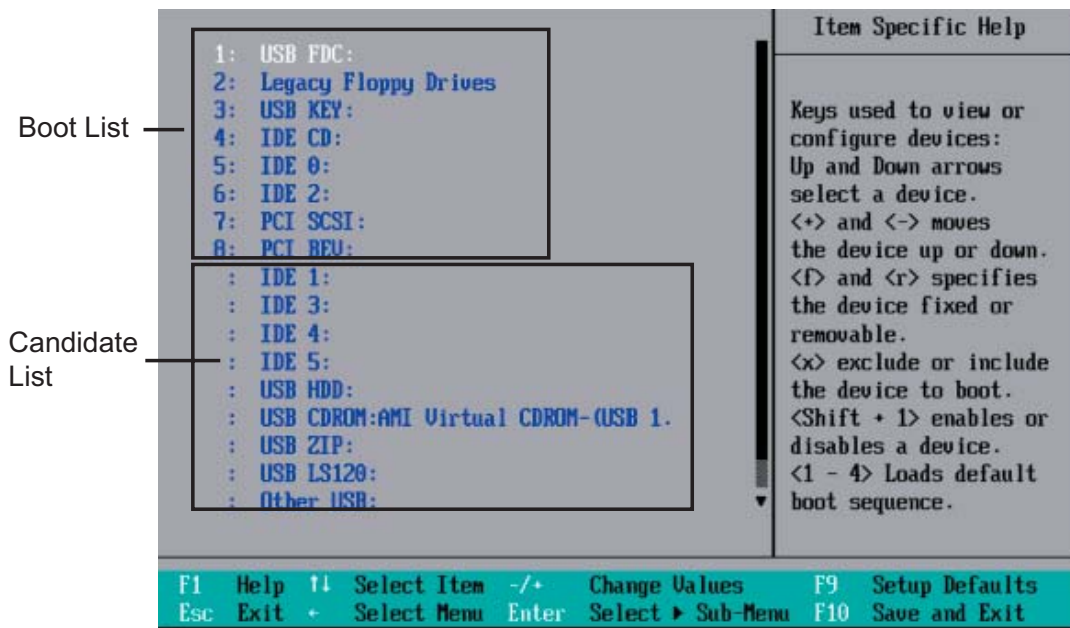 Boot List
Candidate
List
1: USB FDC:
2: Legacy Floppy Drives
3: USB KEY:
4: IDE CD:
5: IDE 0:
6: IDE 2:
7: PCI SCSI:
8: PCI BEV:
: IDE 1:
: IDE 3:
: IDE 4:
: IDE 5:
: USB HDD:
: USB CDROM:AMI Virtual CDROM-(USB 1.
: USB ZIP:
: USB LS120:
: Other USB:
Item Specific Help
Keys used to view or
configure devices:
Up and Down arrows
select a device.
<+> and <-> moves
the device up or down.
<f> and <r> specifies
the device fixed or
removable.
<x> exclude or include
the device to boot.
<Shift + 1> enables or
disables a device.
<1 - 4> Loads default
boot sequence.
F1 Help ↑↓ Select Item -/+ Change Values F9 Setup Defaults
Esc Exit ← Select Menu Enter Select ▶ Sub-Menu F10 Save and Exit